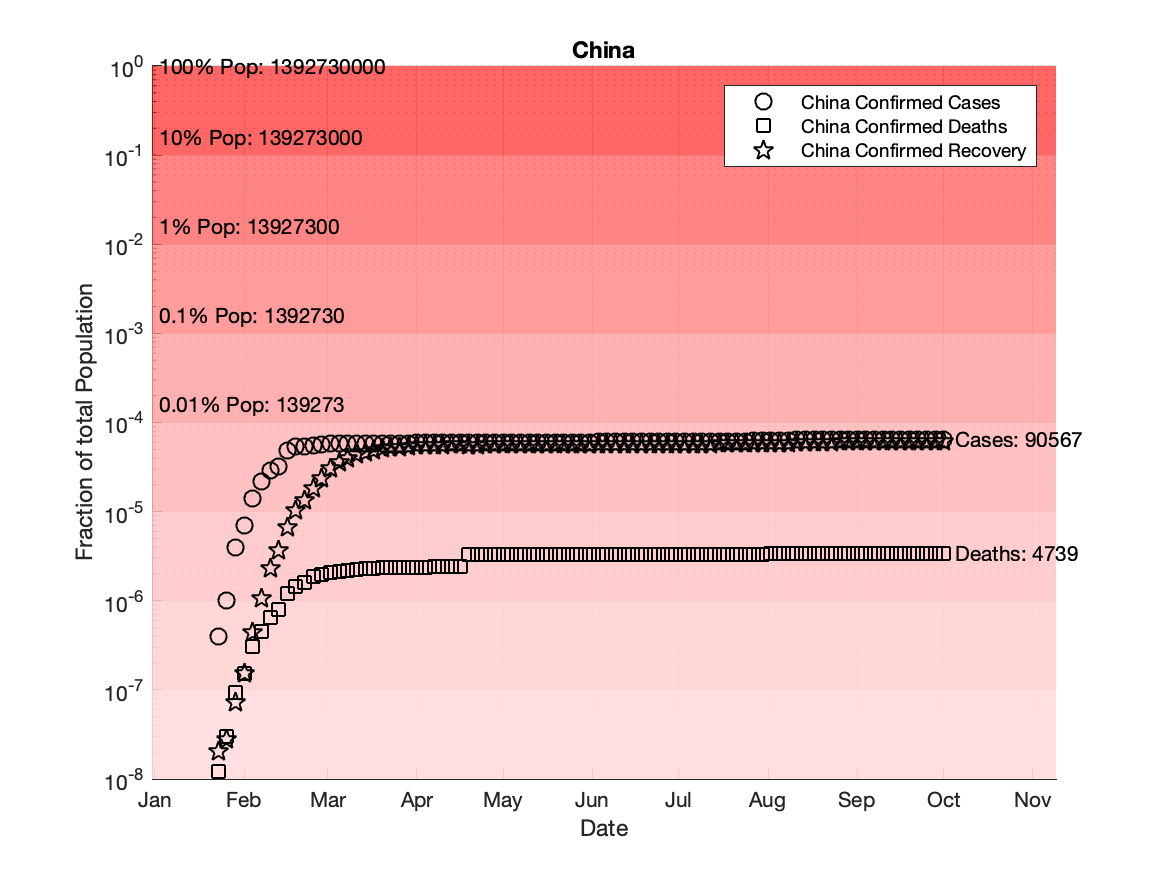 China
10^0
100% Pop: 1392730000
China Confirmed Cases
China Confirmed Deaths
China Confirmed Recovery
10% Pop: 139273000
10^-1
1% Pop: 13927300
10^-2
0.1% Pop: 1392730
10^-3
0.01% Pop: 139273
10^-4
Cases: 90567
10^-5
Deaths: 4739
10^-6
10^-7
10^-8
Fraction of total Population
Jan Feb Mar Apr May Jun Jul Aug Sep Oct Nov
Date